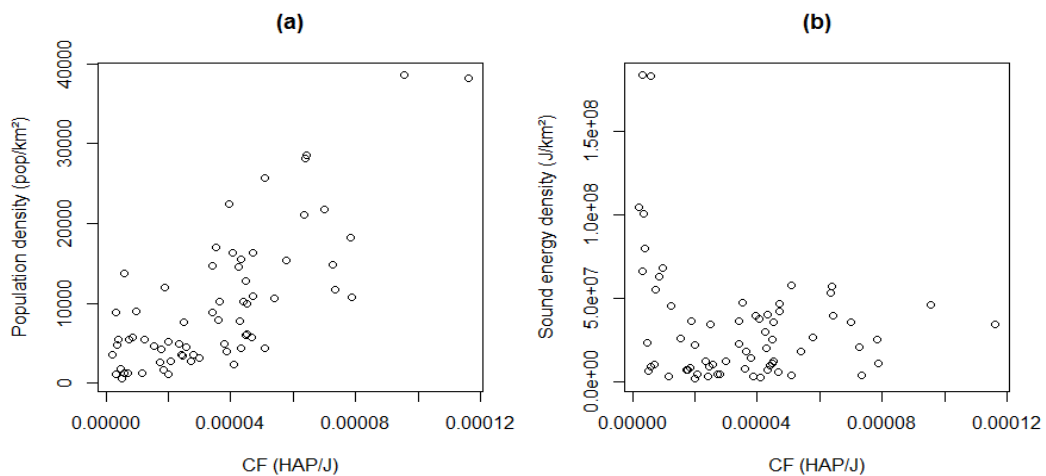 (a)
Population density (pop/km²)
40000
30000
20000
10000
0
0.00000
0.00004
0.00008
0.00012
CF (HAP/J)
(b)
Sound energy density (J/km²)
1.5e+08
1.0e+08
5.0e+07
0.0e+00
0.00000
0.00004
0.00008
0.00012
CF (HAP/J)